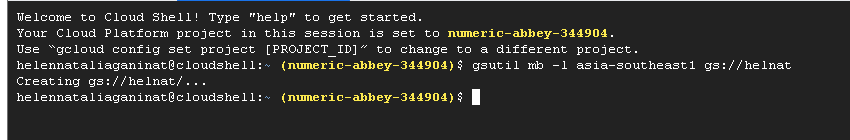 Welcome to Cloud Shell! Type "help" to get started.
Your Cloud Platform project in this session is set to numeric-abbey-344904.
Use “gcloud config set project [PROJECT_ID]” to change to a different project.
helennataliaganinat@cloudshell:~ (numeric-abbey-344904)$ gsutil mb -l asia-southeast1 gs://helnat
Creating gs://helnat/...
helennataliaganinat@cloudshell:~ (numeric-abbey-344904)$